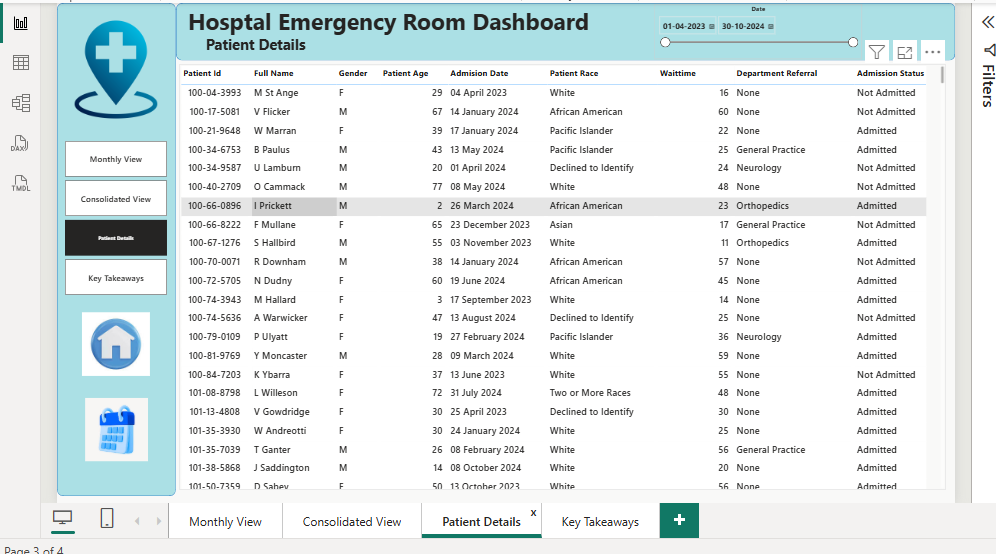 Hosptal Emergency Room Dashboard
Patient Details
Date
01-04-2023 30-10-2024
Filters
DAX
TMDL
Monthly View
Consolidated View
Patient Details
Key Takeaways
Patient Id Full Name Gender Patient Age Admision Date Patient Race Waittime Department Referral Admission Status
100-04-3993 M St Ange F 29 04 April 2023 White 16 None Not Admitted
100-17-5081 V Flicker M 67 14 January 2024 African American 60 None Not Admitted
100-21-9648 W Marran F 39 17 January 2024 Pacific Islander 22 None Admitted
100-34-6753 B Paulus M 43 13 May 2024 Pacific Islander 25 General Practice Admitted
100-34-9587 U Lamburn M 20 01 April 2024 Declined to Identify 24 Neurology Not Admitted
100-40-2709 O Cammack M 77 08 May 2024 White 48 None Not Admitted
100-66-0896 I Prickett M 2 26 March 2024 African American 23 Orthopedics Admitted
100-66-8222 F Mullane F 65 23 December 2023 Asian 17 General Practice Not Admitted
100-67-1276 S Hallbird M 55 03 November 2023 White 11 Orthopedics Admitted
100-70-0071 R Downham M 38 14 January 2024 African American 57 None Not Admitted
100-72-5705 N Dudny F 60 19 June 2024 African American 45 None Admitted
100-74-3943 M Hallard F 3 17 September 2023 White 14 None Admitted
100-74-5636 A Warwicker F 47 13 August 2024 Declined to Identify 25 None Not Admitted
100-79-0109 P Ulyatt F 19 27 February 2024 Pacific Islander 36 Neurology Admitted
100-81-9769 Y Moncaster M 28 09 March 2024 White 59 None Admitted
100-84-7203 K Ybarra F 37 13 June 2023 White 55 None Not Admitted
101-08-8798 L Willeson F 72 31 July 2024 Two or More Races 48 None Admitted
101-13-4808 V Gowdridge F 30 25 April 2023 Declined to Identify 30 None Admitted
101-35-3930 W Andreotti F 30 24 January 2024 White 25 None Admitted
101-35-7039 T Ganter M 26 08 February 2024 White 56 General Practice Admitted
101-38-5868 J Saddington M 14 08 October 2024 White 20 None Admitted
101-50-7359 D Sabey F 50 13 October 2023 White 56 None Admitted
Monthly View Consolidated View Patient Details x Key Takeaways +
Page 3 of 4